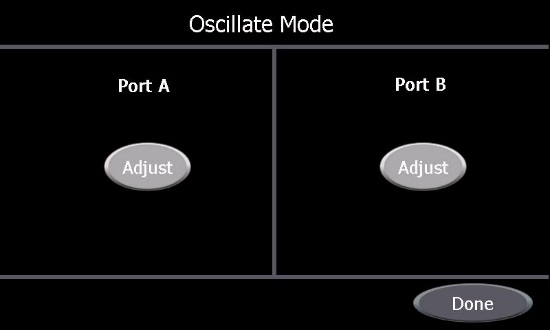 Oscillate Mode
Port A
Port B
Adjust
Adjust
Done